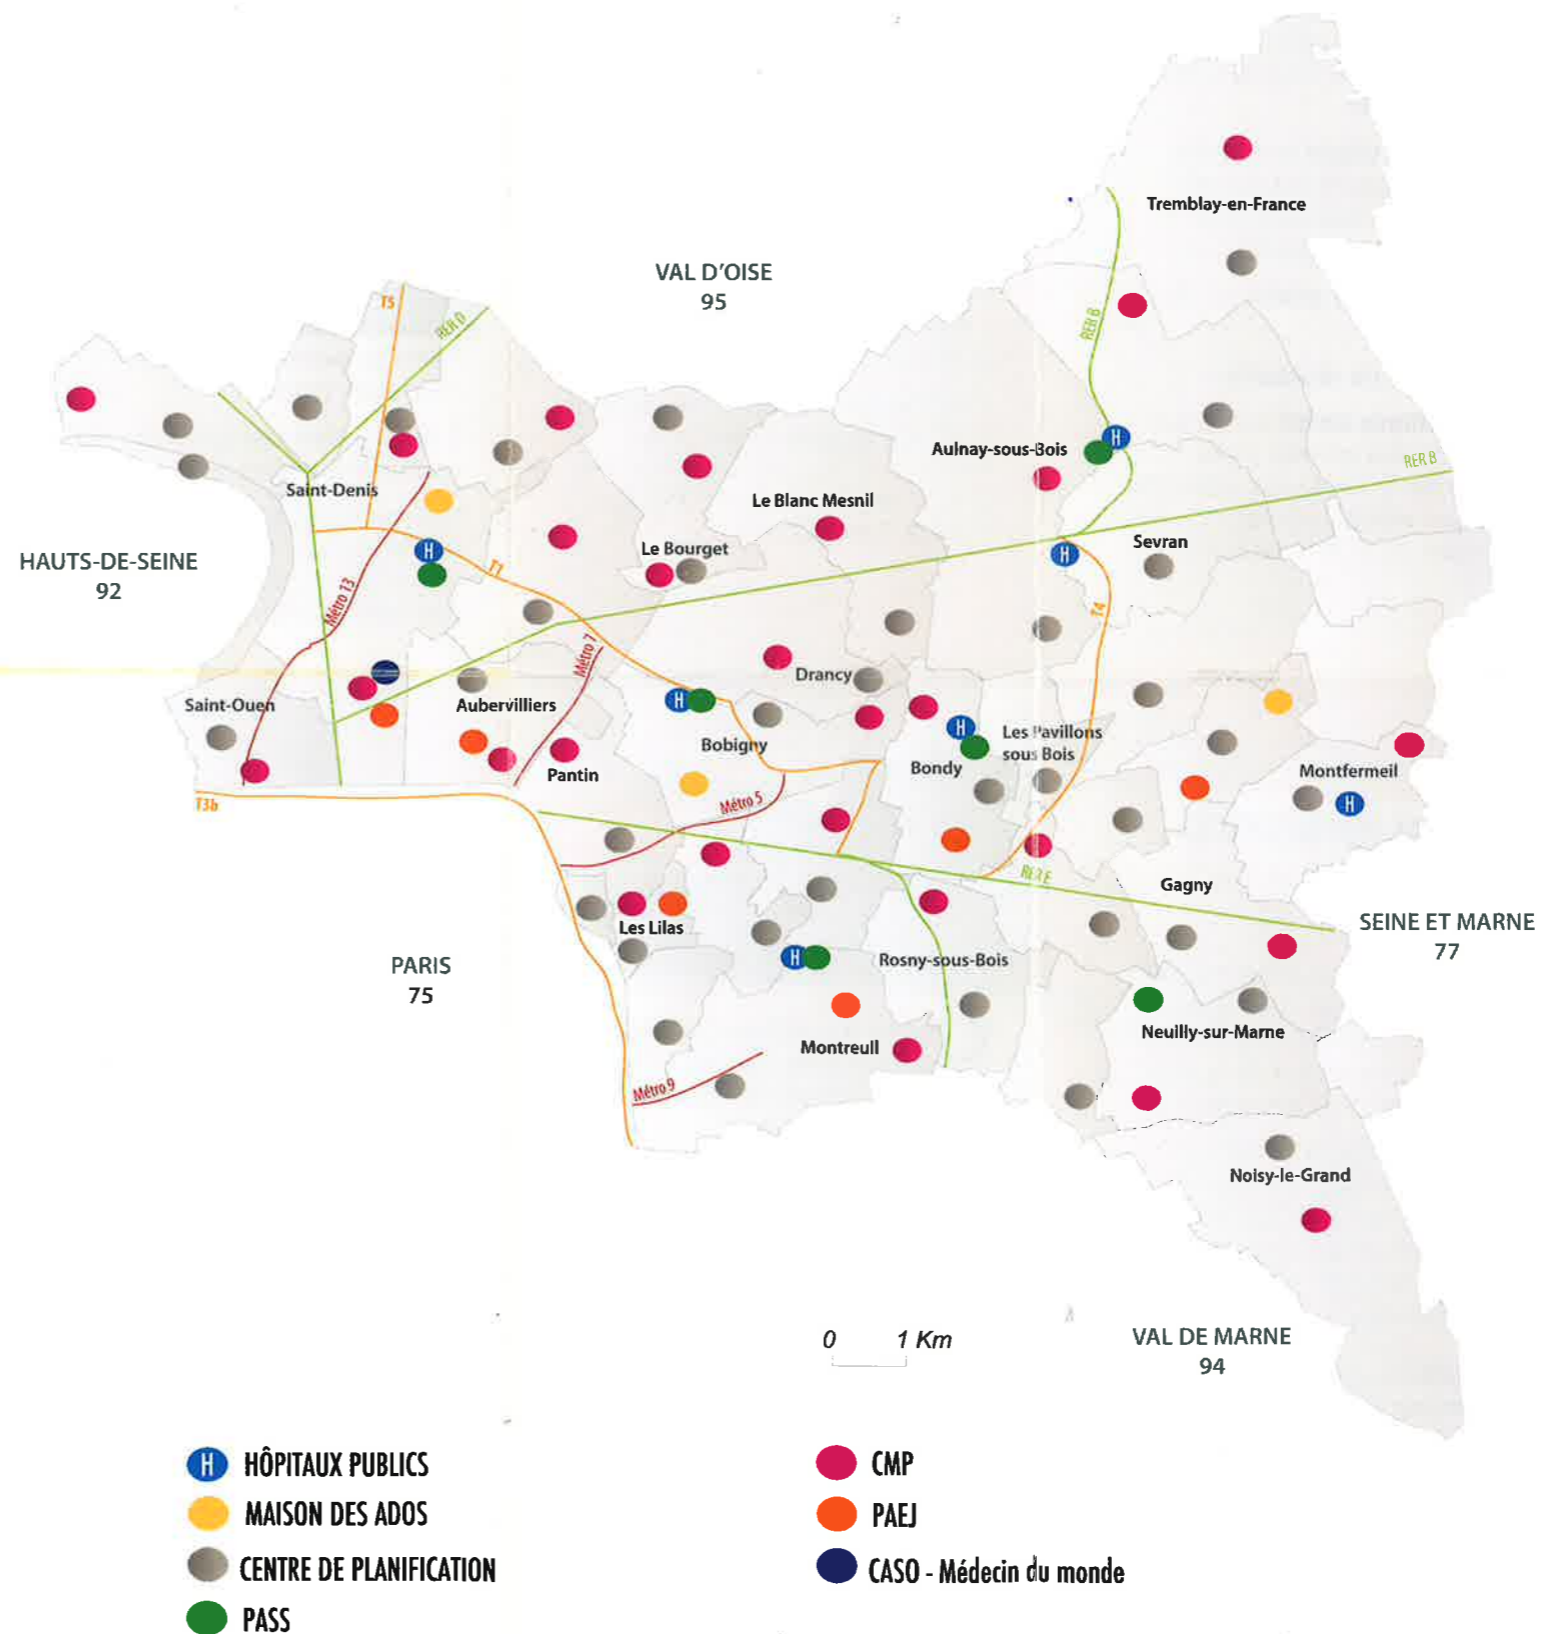 Tremblay-en-France
VAL D'OISE
95
T5
RER D
RER B
Aulnay-sous-Bois
RER B
Saint-Denis
Le Blanc Mesnil
H
H
Le Bourget
Sevran
H
H
HAUTS-DE-SEINE
92
T1
Métro 13
T4
Métro 7
Drancy
Saint-Ouen
Aubervilliers
H
Bobigny
H
Les Pavillons
sous Bois
Pantin
Bondy
Montfermeil
H
T3b
Métro 5
RER E
Gagny
Les Lilas
SEINE ET MARNE
77
PARIS
75
H
Rosny-sous-Bois
Neuilly-sur-Marne
Montreuil
Métro 9
Noisy-le-Grand
0 1 Km
VAL DE MARNE
94
H HÔPITAUX PUBLICS
MAISON DES ADOS
CENTRE DE PLANIFICATION
PASS
CMP
PAEJ
CASO - Médecin du monde